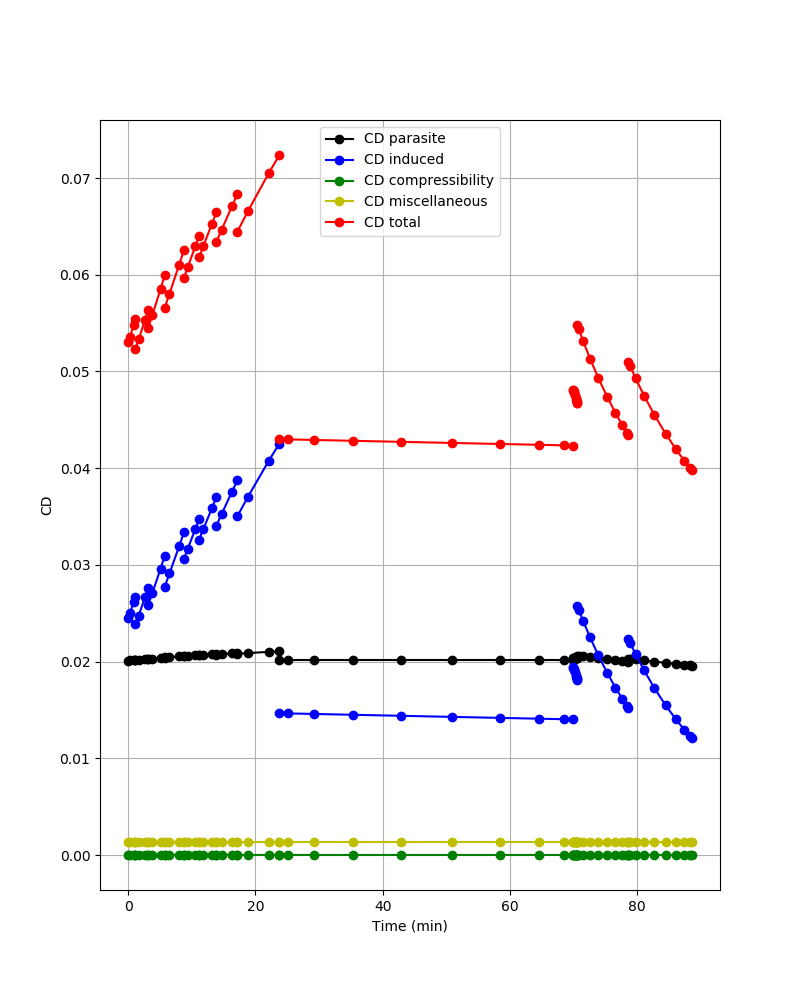 CD parasite
CD induced
CD compressibility
CD miscellaneous
CD total
0.07
0.06
0.05
0.04
0.03
0.02
0.01
0.00
CD
0 20 40 60 80
Time (min)